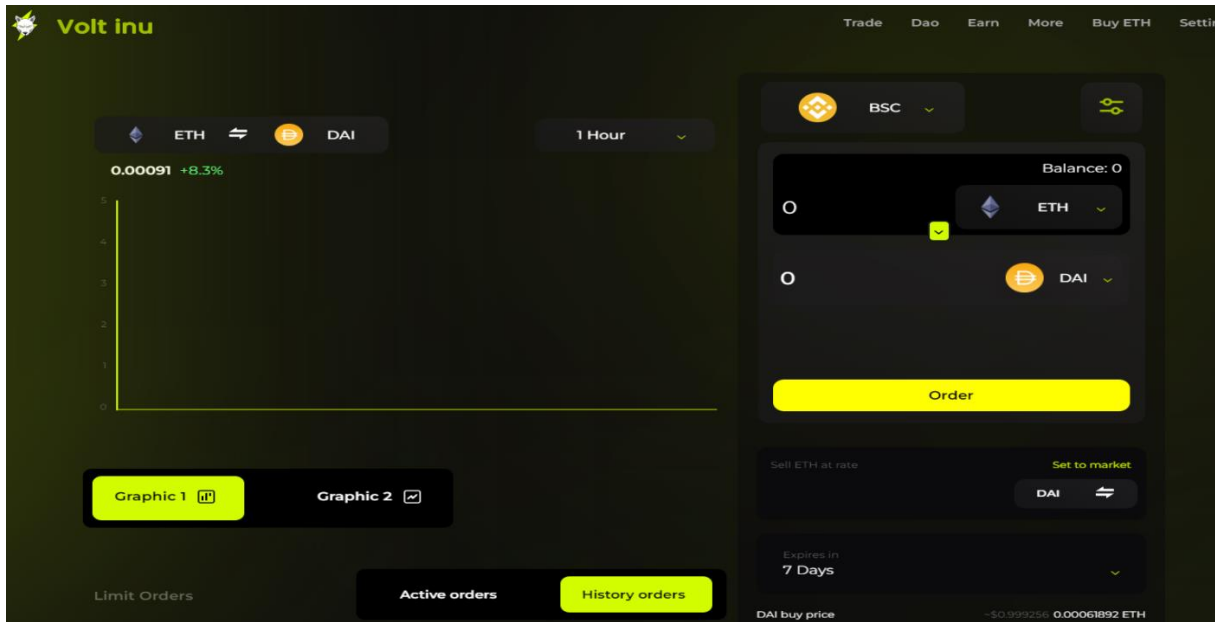 Volt inu
Trade Dao Earn More Buy ETH Settin
ETH DAI
1 Hour
0.00091 +8.3%
5
4
3
2
1
0
Graphic 1
Graphic 2
Limit Orders
Active orders
History orders
BSC
Balance: 0
0
ETH
0
DAI
Order
Sell ETH at rate
Set to market
DAI
Expires in
7 Days
DAI buy price
~$0.999256 0.00061892 ETH